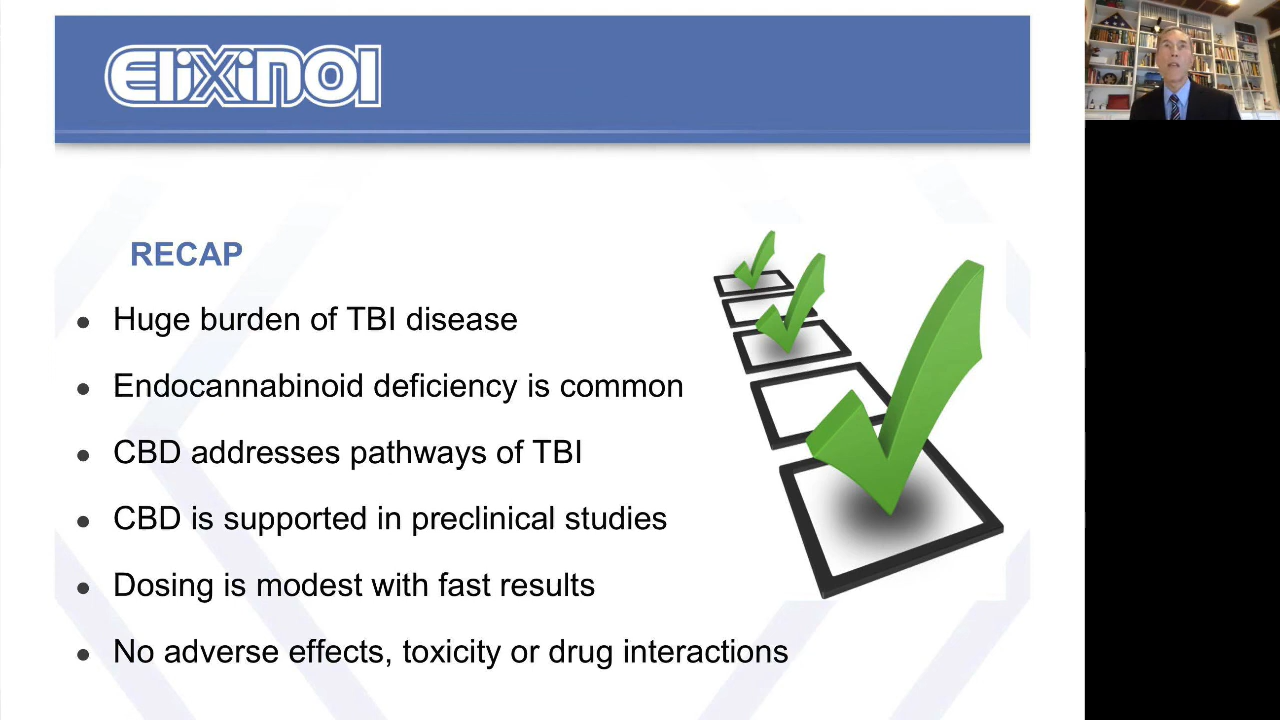 Elixinol
RECAP
Huge burden of TBI disease
Endocannabinoid deficiency is common
CBD addresses pathways of TBI
CBD is supported in preclinical studies
Dosing is modest with fast results
No adverse effects, toxicity or drug interactions